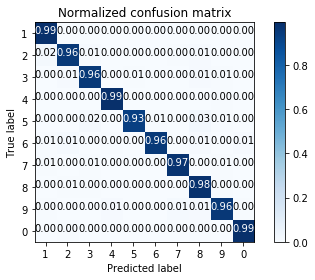 Normalized confusion matrix
1 0.99 0.00 0.00 0.00 0.00 0.00 0.00 0.00 0.00 0.00
2 0.02 0.96 0.01 0.00 0.00 0.00 0.00 0.01 0.00 0.00
3 0.00 0.01 0.96 0.00 0.00 0.01 0.00 0.01 0.00 0.00
4 0.00 0.00 0.00 0.99 0.00 0.00 0.00 0.00 0.00 0.00
5 0.00 0.00 0.02 0.00 0.93 0.01 0.00 0.03 0.01 0.00
6 0.01 0.01 0.00 0.00 0.00 0.96 0.00 0.01 0.00 0.00
7 0.00 0.01 0.01 0.00 0.00 0.00 0.97 0.00 0.01 0.00
8 0.00 0.01 0.00 0.00 0.00 0.00 0.00 0.98 0.00 0.00
9 0.00 0.00 0.00 0.01 0.00 0.00 0.01 0.01 0.96 0.00
0 0.00 0.00 0.00 0.00 0.00 0.00 0.00 0.00 0.00 0.99
1 2 3 4 5 6 7 8 9 0
True label
Predicted label
0.8
0.6
0.4
0.2
0.0